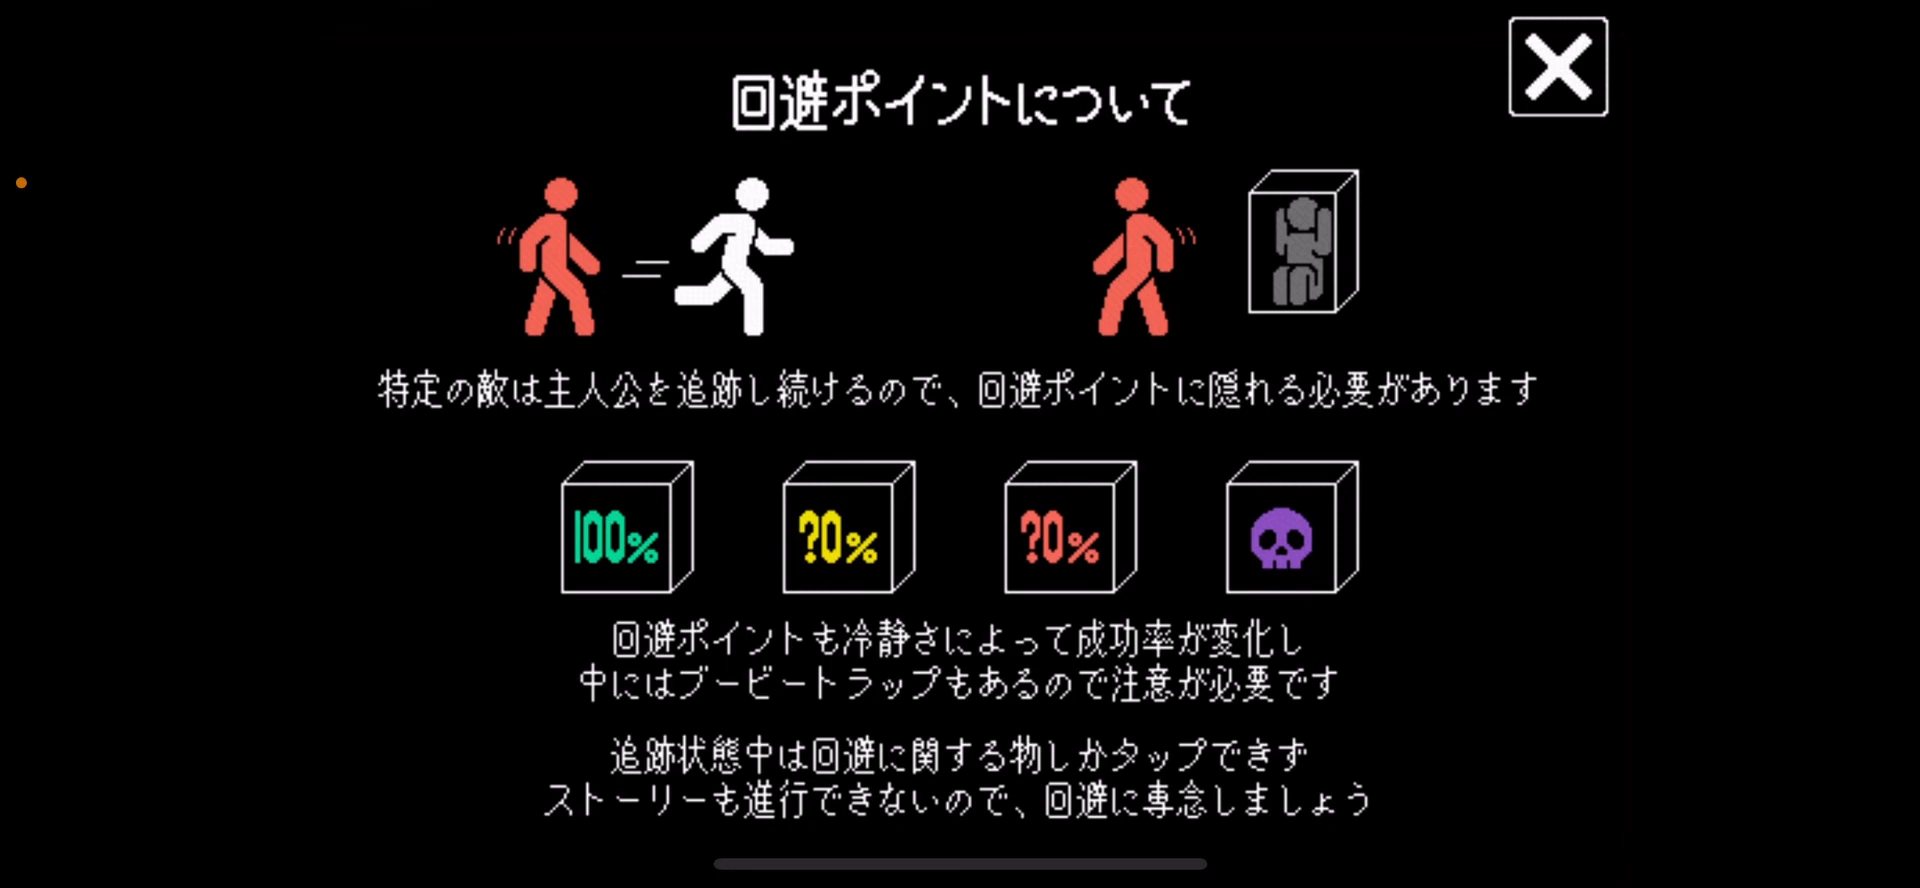 回避ポイントについて
特定の敵は主人公を追跡し続けるので、回避ポイントに隠れる必要があります
100% ?0% ?0%
回避ポイントも冷静さによって成功率が変化し
中にはブービートラップもあるので注意が必要です
追跡状態中は回避に関する物しかタップできず
ストーリーも進行できないので、回避に専念しましょう